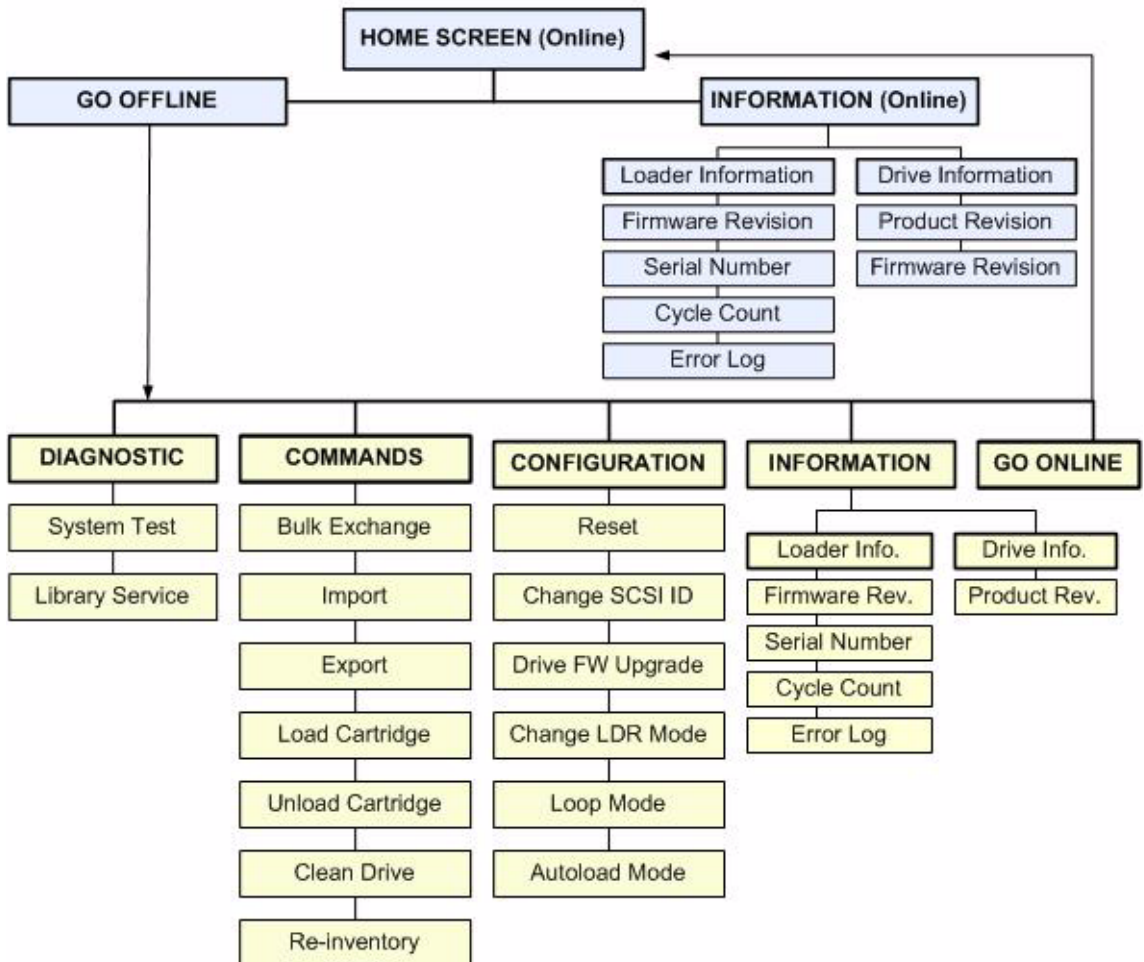 HOME SCREEN (Online)
GO OFFLINE
INFORMATION (Online)
Loader Information
Firmware Revision
Serial Number
Cycle Count
Error Log
Drive Information
Product Revision
Firmware Revision
DIAGNOSTIC
System Test
Library Service
COMMANDS
Bulk Exchange
Import
Export
Load Cartridge
Unload Cartridge
Clean Drive
Re-inventory
CONFIGURATION
Reset
Change SCSI ID
Drive FW Upgrade
Change LDR Mode
Loop Mode
Autoload Mode
INFORMATION
Loader Info.
Firmware Rev.
Serial Number
Cycle Count
Error Log
Drive Info.
Product Rev.
GO ONLINE